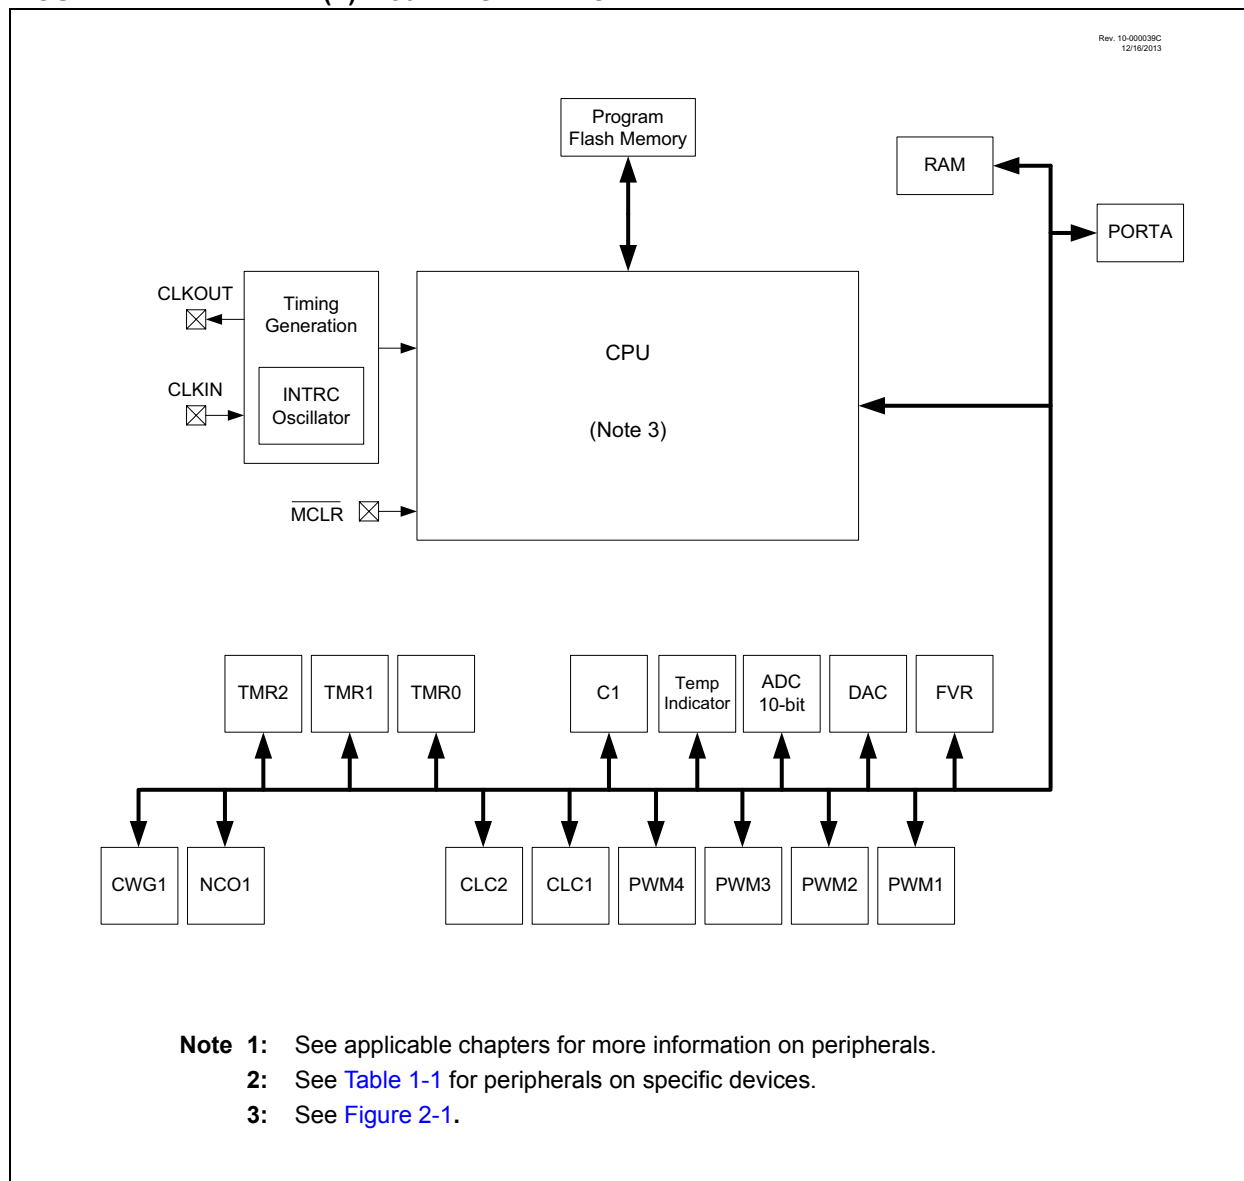 Rev. 10-000039C
12/16/2013
Program
Flash Memory
RAM
PORTA
CLKOUT
Timing
Generation
CPU
CLKIN
INTRC
Oscillator
(Note 3)
MCLR
TMR2
TMR1
TMR0
C1
Temp
Indicator
ADC
10-bit
DAC
FVR
CWG1
NCO1
CLC2
CLC1
PWM4
PWM3
PWM2
PWM1
Note 1: See applicable chapters for more information on peripherals.
2: See Table 1-1 for peripherals on specific devices.
3: See Figure 2-1.